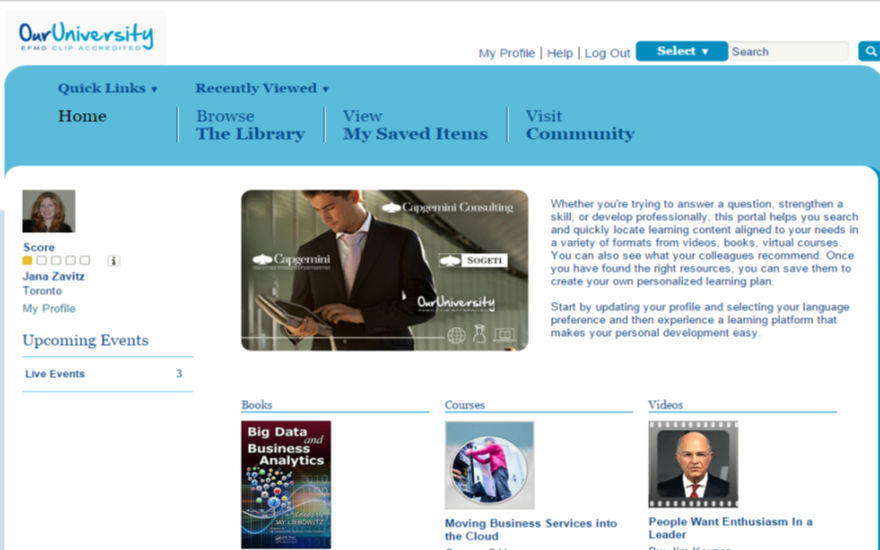 OurUniversity
EFMD CLIP ACCREDITED
My Profile | Help | Log Out
Select ▼
Search
Quick Links ▼
Recently Viewed ▼
Home
Browse
The Library
View
My Saved Items
Visit
Community
Score
Jana Zavitz
Toronto
My Profile
Upcoming Events
Live Events 3
Capgemini Consulting
Capgemini
SOGETI
OurUniversity
Whether you're trying to answer a question, strengthen a
skill, or develop professionally, this portal helps you search
and quickly locate learning content aligned to your needs in
a variety of formats from videos, books, virtual courses.
You can also see what your colleagues recommend. Once
you have found the right resources, you can save them to
create your own personalized learning plan.
Start by updating your profile and selecting your language
preference and then experience a learning platform that
makes your personal development easy.
Books
Big Data
and
Business
Analytics
Edited by
JAY LIEBOWITZ
Courses
Moving Business Services into
the Cloud
Videos
People Want Enthusiasm In a
Leader